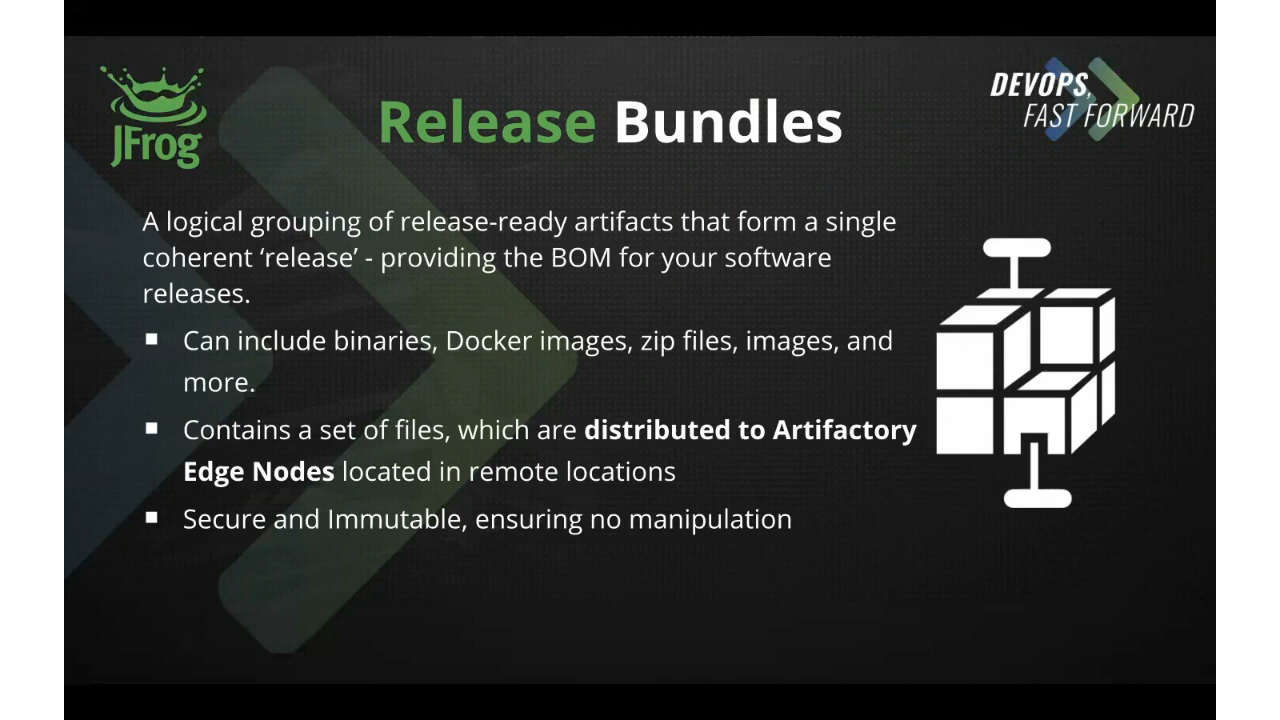 JFrog
Release Bundles
DEVOPS,
FAST FORWARD
A logical grouping of release-ready artifacts that form a single
coherent ‘release’ - providing the BOM for your software
releases.
Can include binaries, Docker images, zip files, images, and
more.
Contains a set of files, which are distributed to Artifactory
Edge Nodes located in remote locations
Secure and Immutable, ensuring no manipulation